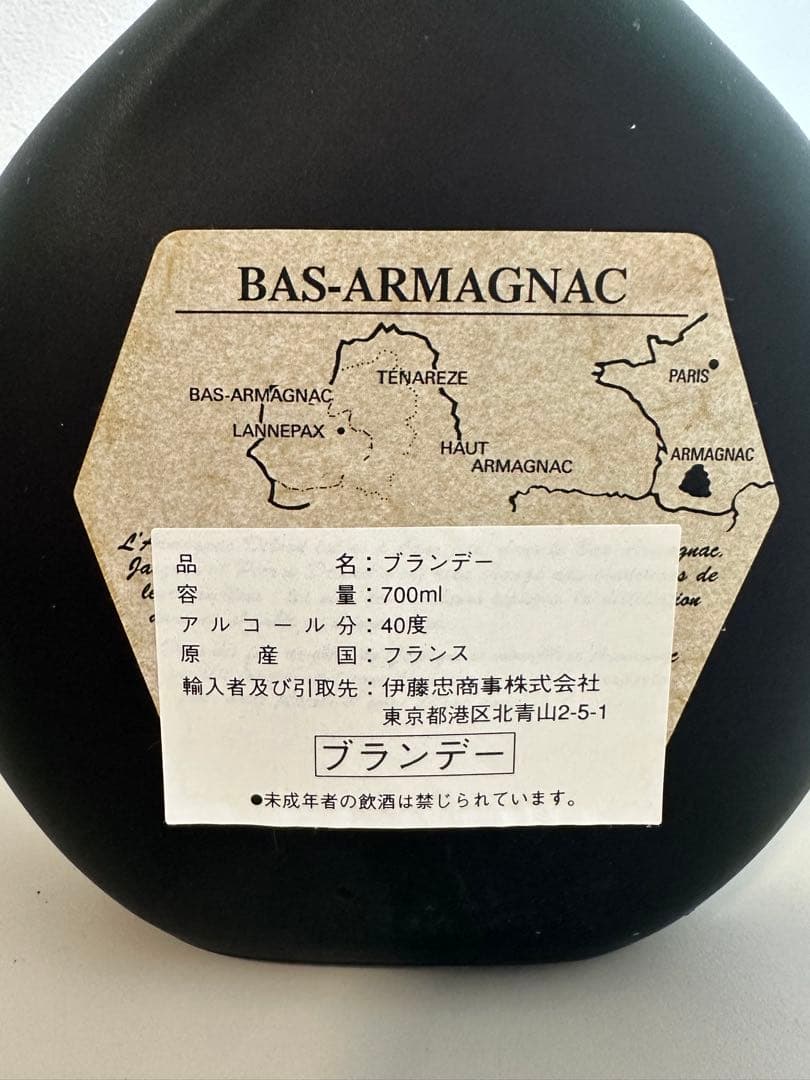 BAS-ARMAGNAC
PARIS
TÉNAREZE
BAS-ARMAGNAC
LANNEPAX
HAUT
ARMAGNAC
ARMAGNAC
品名：ブランデー
容量：700ml
アルコール分：40度
原産国：フランス
輸入者及び引取先：伊藤忠商事株式会社
東京都港区北青山2-5-1
ブランデー
●未成年者の飲酒は禁じられています。